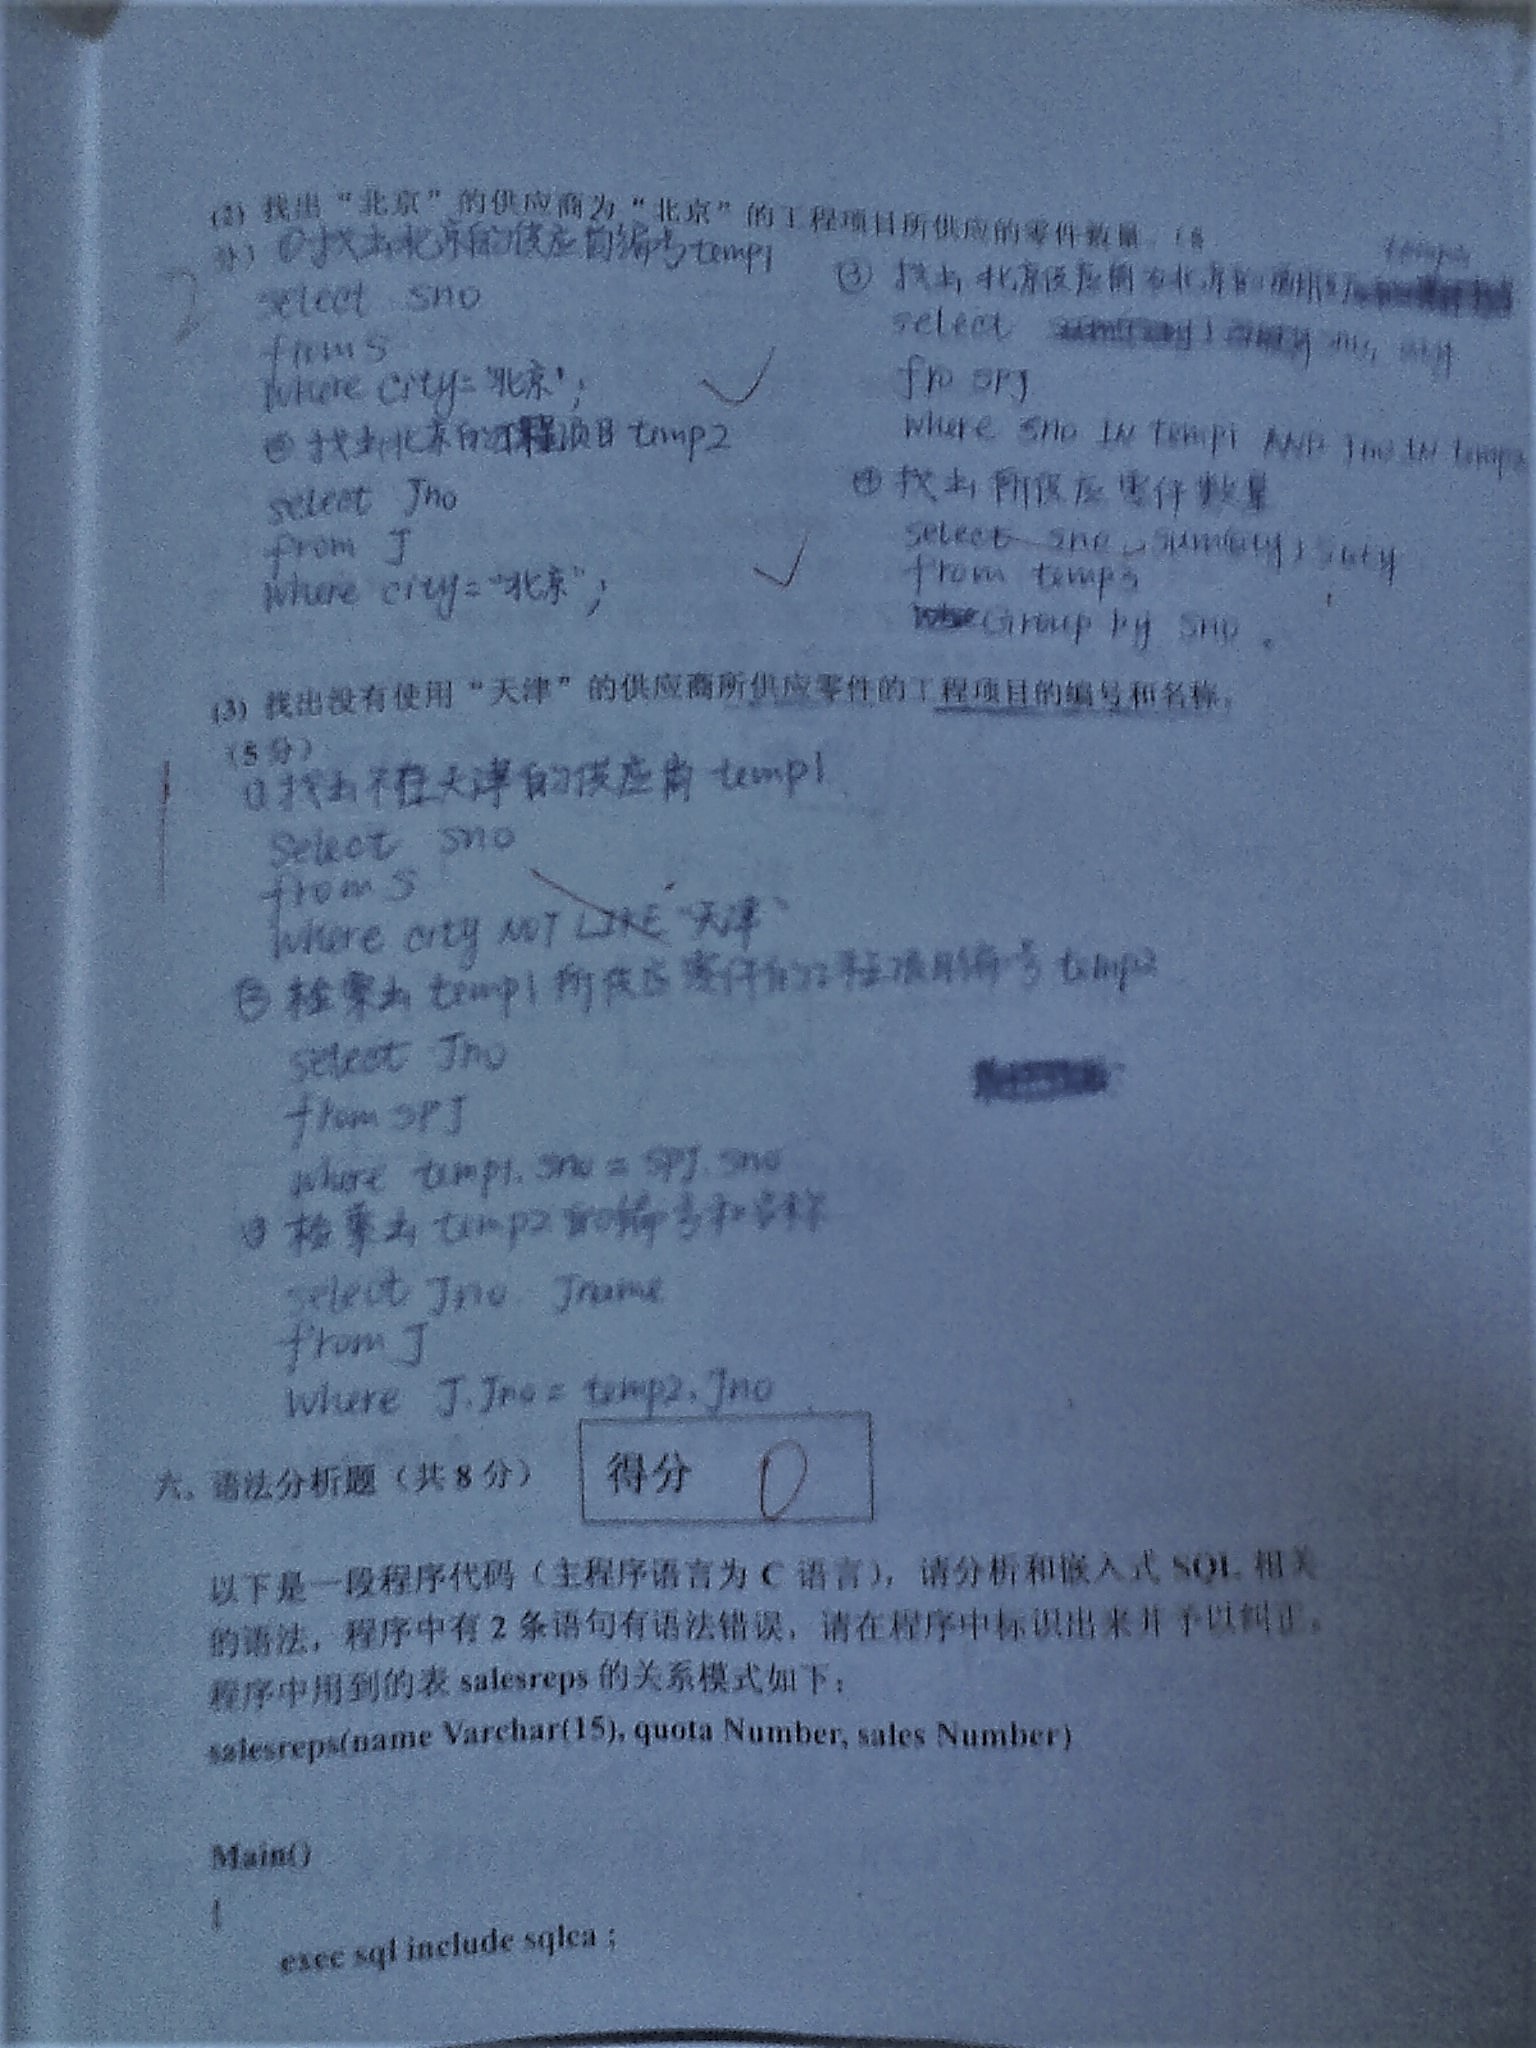 (2) 找出“北京”的供应商为“北京”的工程项目所供应的零件数量。(
分) ①找出北京的供应商编号temp1
2
select sno
from S
where city='北京';
②找出北京的工程项目temp2
select Jno
from J
where city="北京";
③ 找出北京供应商为北京的
select sno, qty
fro SPJ
where sno IN temp1 AND Jno IN temp2
④找出所供应零件数量
select sno, sum(qty) sqty
from temp3
Group by sno.
(3) 找出没有使用“天津”的供应商所供应零件的工程项目的编号和名称。
(5分)
1
①找出不在天津的供应商 temp1
Select sno
from S
where city NOT LIKE "天津"
② 检索出 temp1 所供应零件的工程项目编号 temp2
select Jno
from SPJ
where temp1.sno = SPJ.sno
③ 检索出 temp2 的编号和名称
select Jno Jname
from J
where J.Jno = temp2.Jno
六、语法分析题(共8分) 得分 0
以下是一段程序代码(主程序语言为 C 语言),请分析和嵌入式 SQL 相关
的语法,程序中有2条语句有语法错误,请在程序中标识出来并予以纠正。
程序中用到的表 salesreps 的关系模式如下:
salesreps(name Varchar(15), quota Number, sales Number)
Main()
{
exec sql include sqlca ;